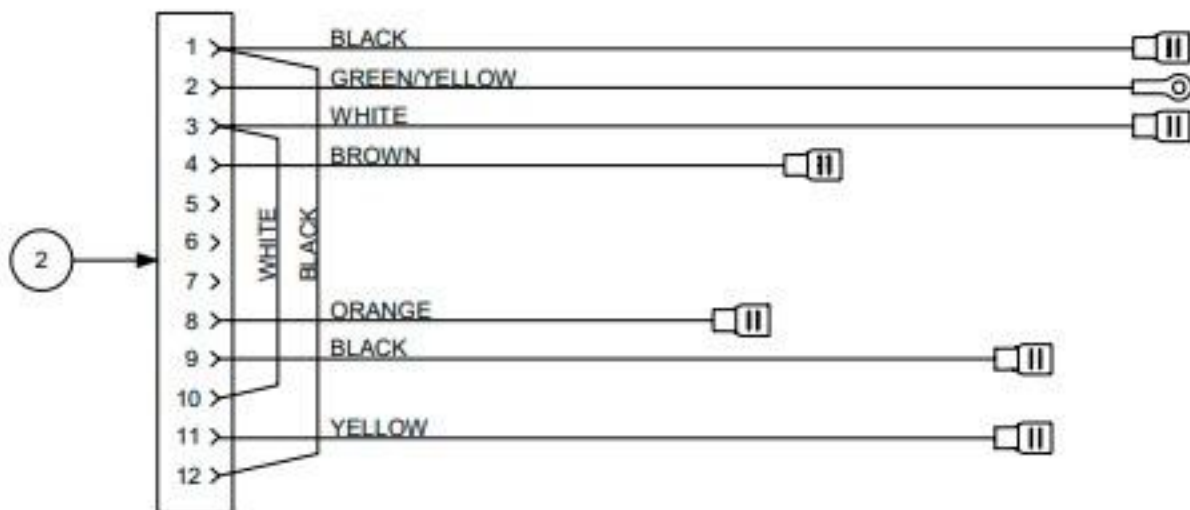 1 BLACK
2 GREEN/YELLOW
3 WHITE
4 BROWN
5
6
2
7
WHITE
BLACK
8 ORANGE
9 BLACK
10
11 YELLOW
12